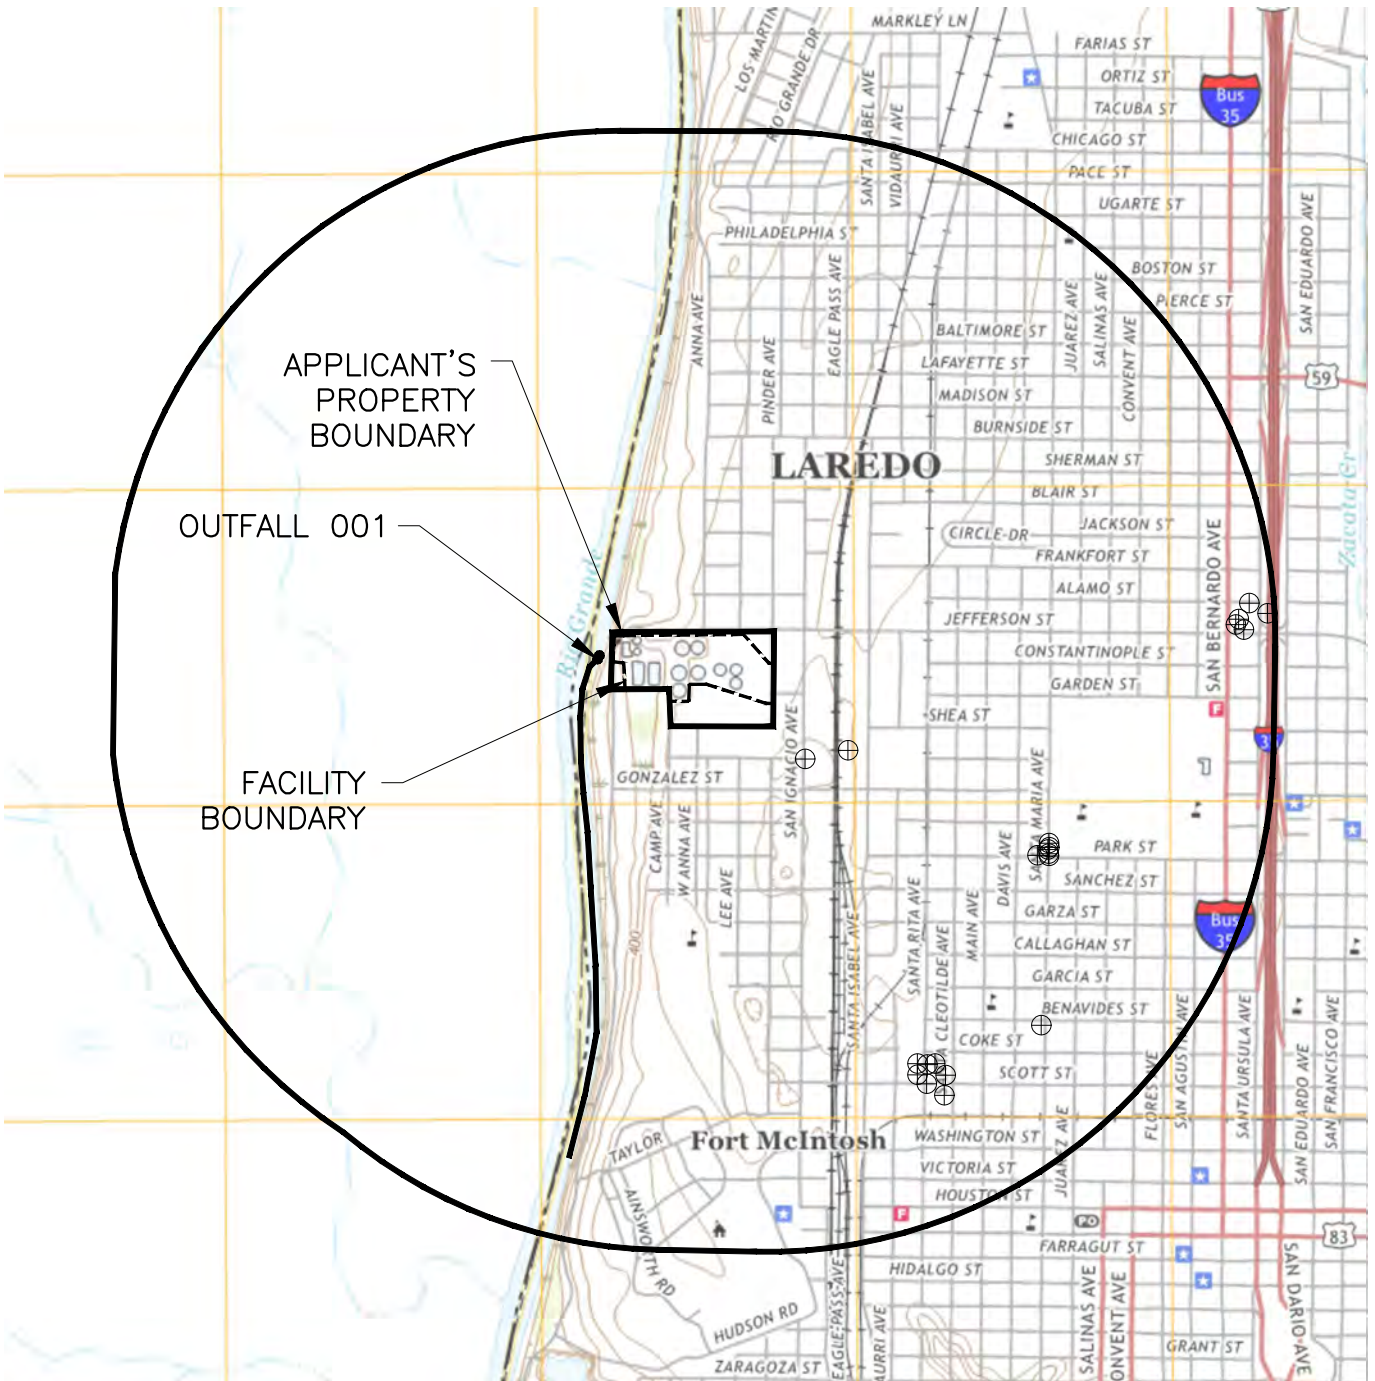 MARKLEY LN
FARIAS ST
ORTIZ ST
TACUBA ST
CHICAGO ST
PACE ST
UGARTE ST
Bus
35
RIO GRANDE DR
SANTA ISABEL AVE
VIDAURRI AVE
PHILADELPHIA ST
BOSTON ST
PIERCE ST
SAN EDUARDO AVE
ANNA AVE
EAGLE PASS AVE
PINDER AVE
JUAREZ AVE
SALINAS AVE
CONVENT AVE
BALTIMORE ST
LAFAYETTE ST
MADISON ST
BURNSIDE ST
59
APPLICANT'S
PROPERTY
BOUNDARY
LAREDO
SHERMAN ST
BLAIR ST
JACKSON ST
CIRCLE DR
FRANKFORT ST
ALAMO ST
JEFFERSON ST
CONSTANTINOPLE ST
GARDEN ST
SAN BERNARDO AVE
Zacata Cr
OUTFALL 001
Rio Grande
F
SHEA ST
FACILITY
BOUNDARY
GONZALEZ ST
SAN IGNACIO AVE
CAMP AVE
W ANNA AVE
LEE AVE
SANTA MARIA AVE
DAVIS AVE
PARK ST
SANCHEZ ST
GARZA ST
CALLAGHAN ST
GARCIA ST
BENAVIDES ST
COKE ST
SCOTT ST
Bus
35
400
SANTA ISABEL AVE
SANTA RITA AVE
MAIN AVE
FLORES AVE
SAN AGUSTIN AVE
SANTA URSULA AVE
SAN EDUARDO AVE
SAN FRANCISCO AVE
Fort McIntosh
TAYLOR
AINSWORTH RD
HUDSON RD
WASHINGTON ST
VICTORIA ST
HOUSTON ST
JUAREZ AVE
F
PO
FARRAGUT ST
HIDALGO ST
83
EAGLE PASS AVE
SALINAS AVE
SAN DARIO AVE
GRANT ST
ZARAGOZA ST